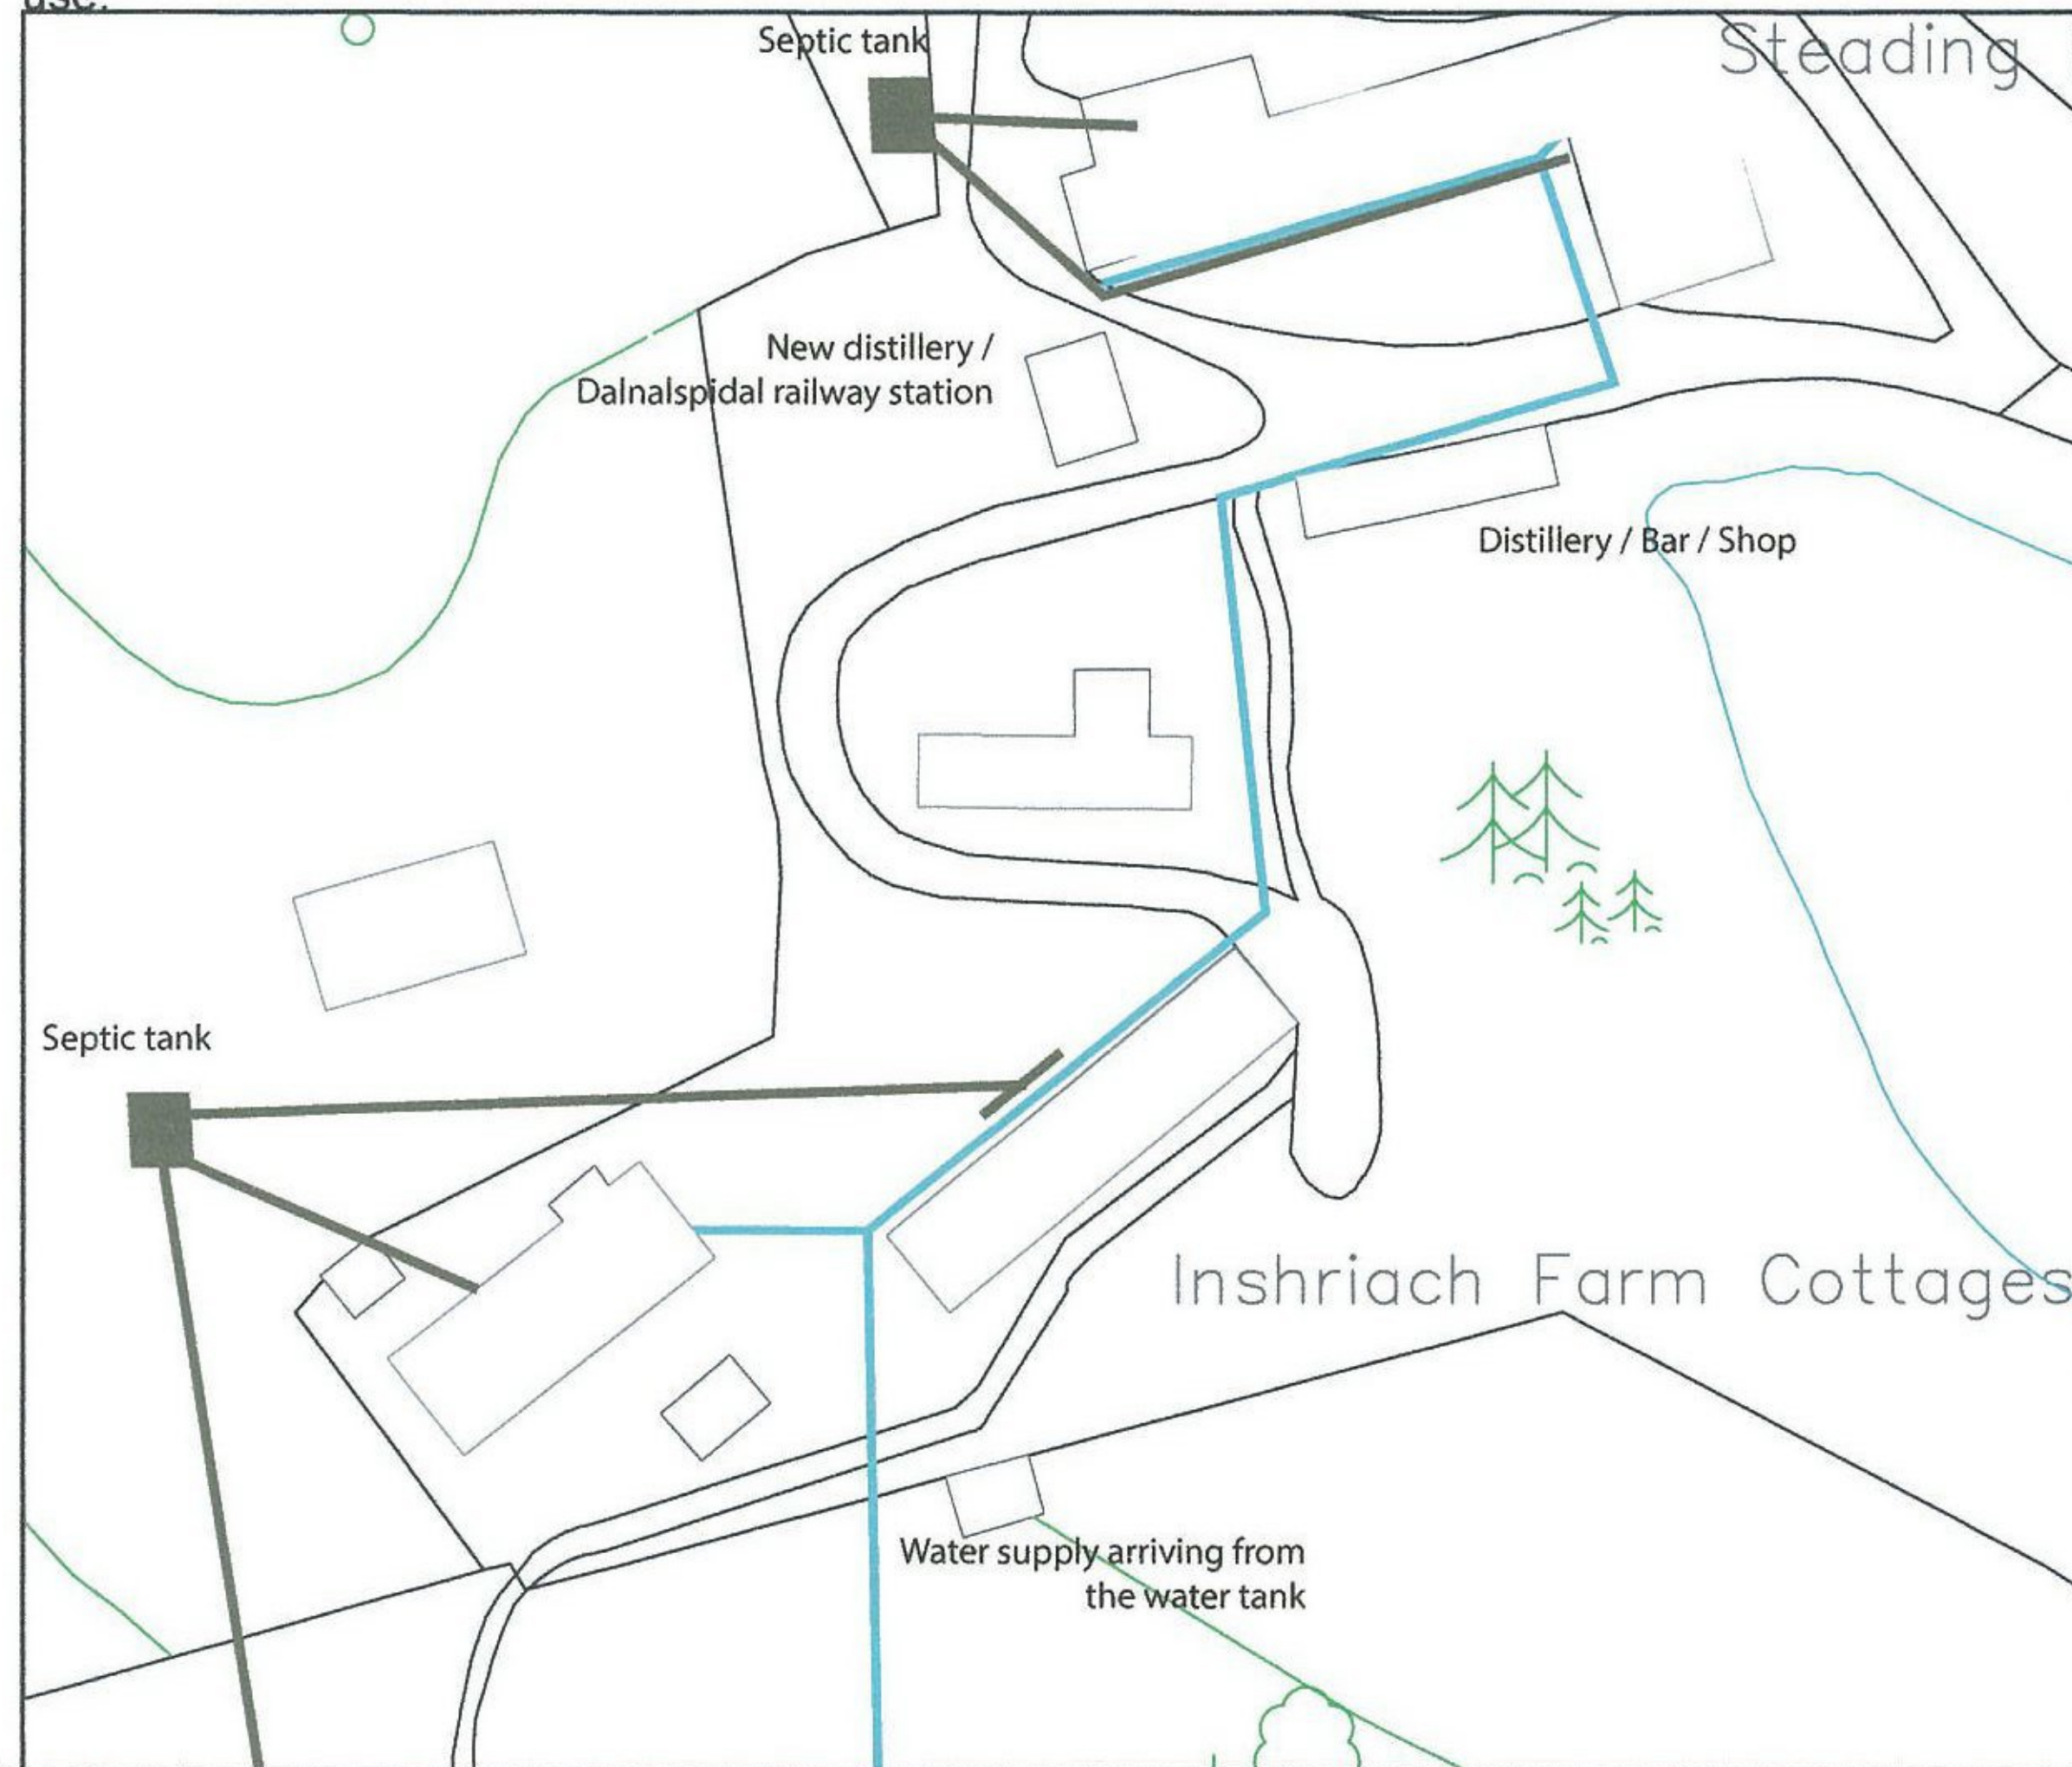 use.
Septic tank
Steading
New distillery /
Dalnalspidal railway station
Distillery / Bar / Shop
Septic tank
Inshriach Farm Cottages
Water supply arriving from
the water tank